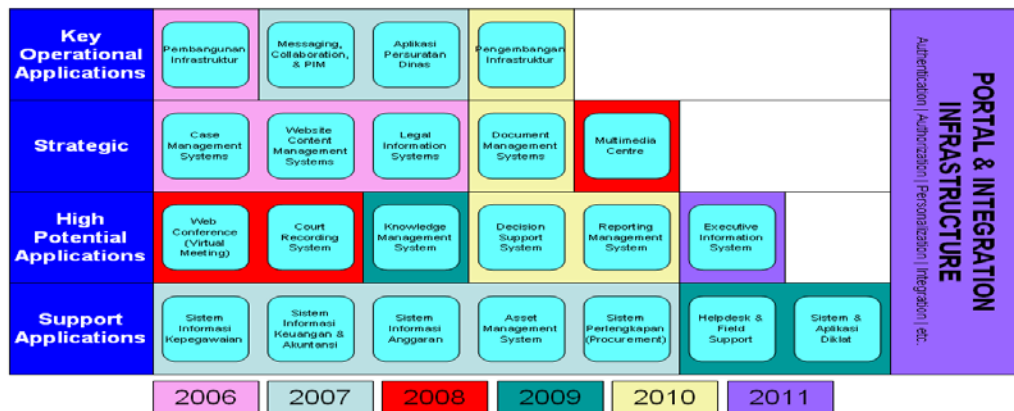 Key
Operational
Applications
Pembangunan
Infrastruktur
Messaging,
Collaboration,
& PIM
Aplikasi
Persuratan
Dinas
Pengembangan
Infrastruktur
Strategic
Case
Management
Systems
Website
Content
Management
Systems
Legal
Information
Systems
Document
Management
Systems
Multimedia
Centre
High
Potential
Applications
Web
Conference
(Virtual
Meeting)
Court
Recording
System
Knowledge
Management
System
Decision
Support
System
Reporting
Management
System
Executive
Information
System
Support
Applications
Sistem
Informasi
Kepegawaian
Sistem
Informasi
Keuangan &
Akuntansi
Sistem
Informasi
Anggaran
Asset
Management
System
Sistem
Perlengkapan
(Procurement)
Helpdesk &
Field
Support
Sistem &
Aplikasi
Diklat
PORTAL & INTEGRATION
INFRASTRUCTURE
Authentication | Authorization | Personalization | Integration | etc.
2006
2007
2008
2009
2010
2011